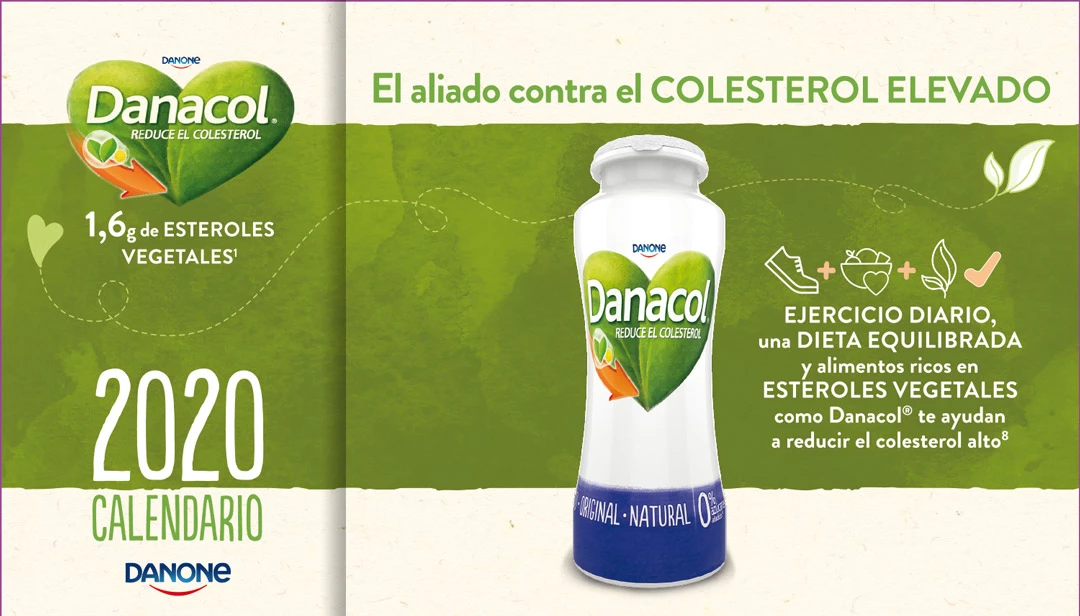 DANONE
Danacol®
REDUCE EL COLESTEROL
1,6g de ESTEROLES
VEGETALES¹
2020
CALENDARIO
DANONE
El aliado contra el COLESTEROL ELEVADO
DANONE
Danacol
REDUCE EL COLESTEROL
· ORIGINAL · NATURAL
0%
EJERCICIO DIARIO,
una DIETA EQUILIBRADA
y alimentos ricos en
ESTEROLES VEGETALES
como Danacol® te ayudan
a reducir el colesterol alto⁸